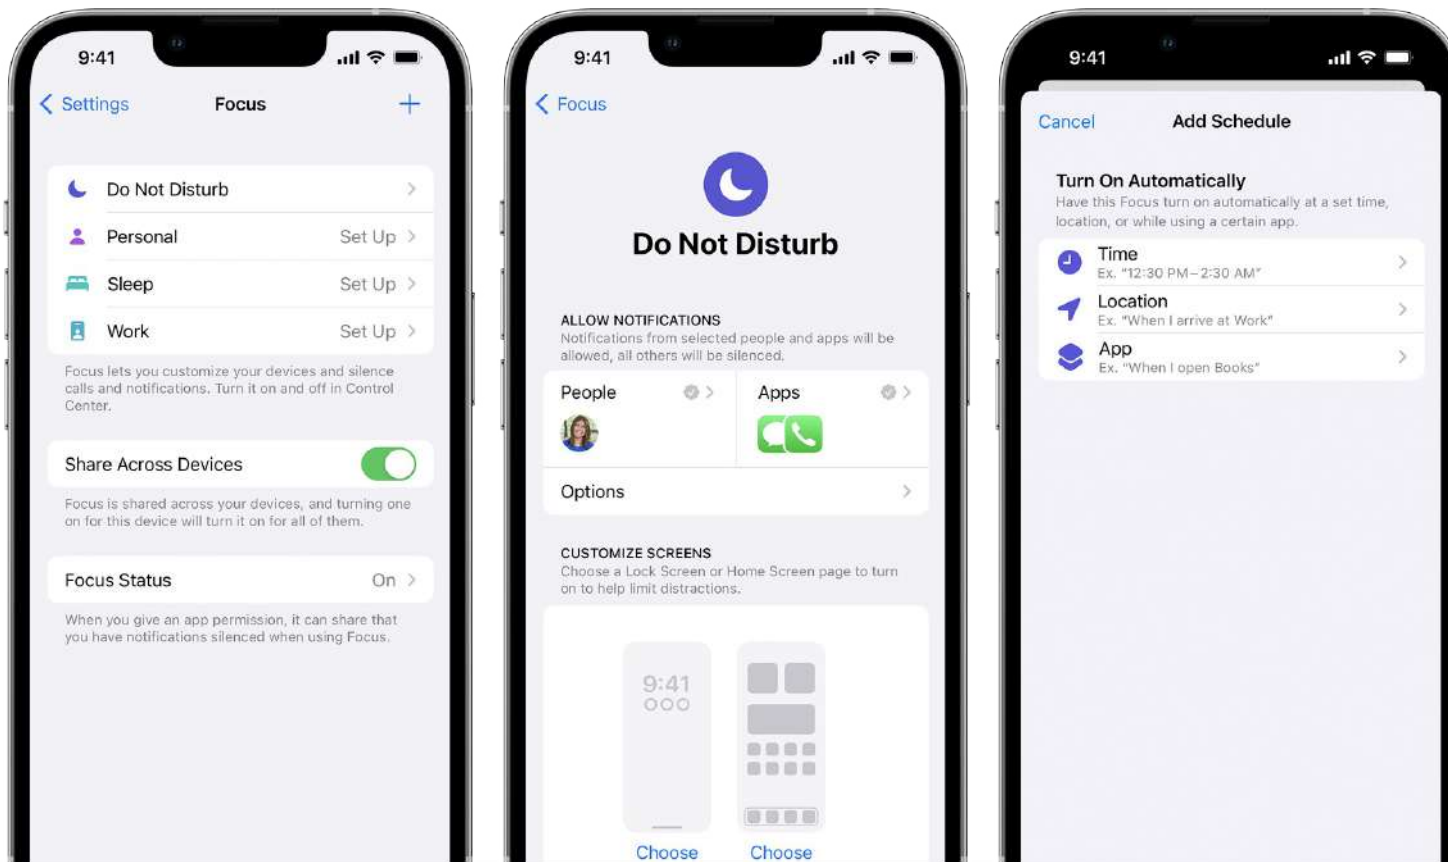 9:41
Settings
Focus
Do Not Disturb
Personal
Set Up
Sleep
Set Up
Work
Set Up
Focus lets you customize your devices and silence
calls and notifications. Turn it on and off in Control
Center.
Share Across Devices
Focus is shared across your devices, and turning one
on for this device will turn it on for all of them.
Focus Status
On
When you give an app permission, it can share that
you have notifications silenced when using Focus.
9:41
Focus
Do Not Disturb
ALLOW NOTIFICATIONS
Notifications from selected people and apps will be
allowed, all others will be silenced.
People
Apps
Options
CUSTOMIZE SCREENS
Choose a Lock Screen or Home Screen page to turn
on to help limit distractions.
9:41
Choose
Choose
9:41
Cancel
Add Schedule
Turn On Automatically
Have this Focus turn on automatically at a set time,
location, or while using a certain app.
Time
Ex. "12:30 PM–2:30 AM"
Location
Ex. "When I arrive at Work"
App
Ex. "When I open Books"